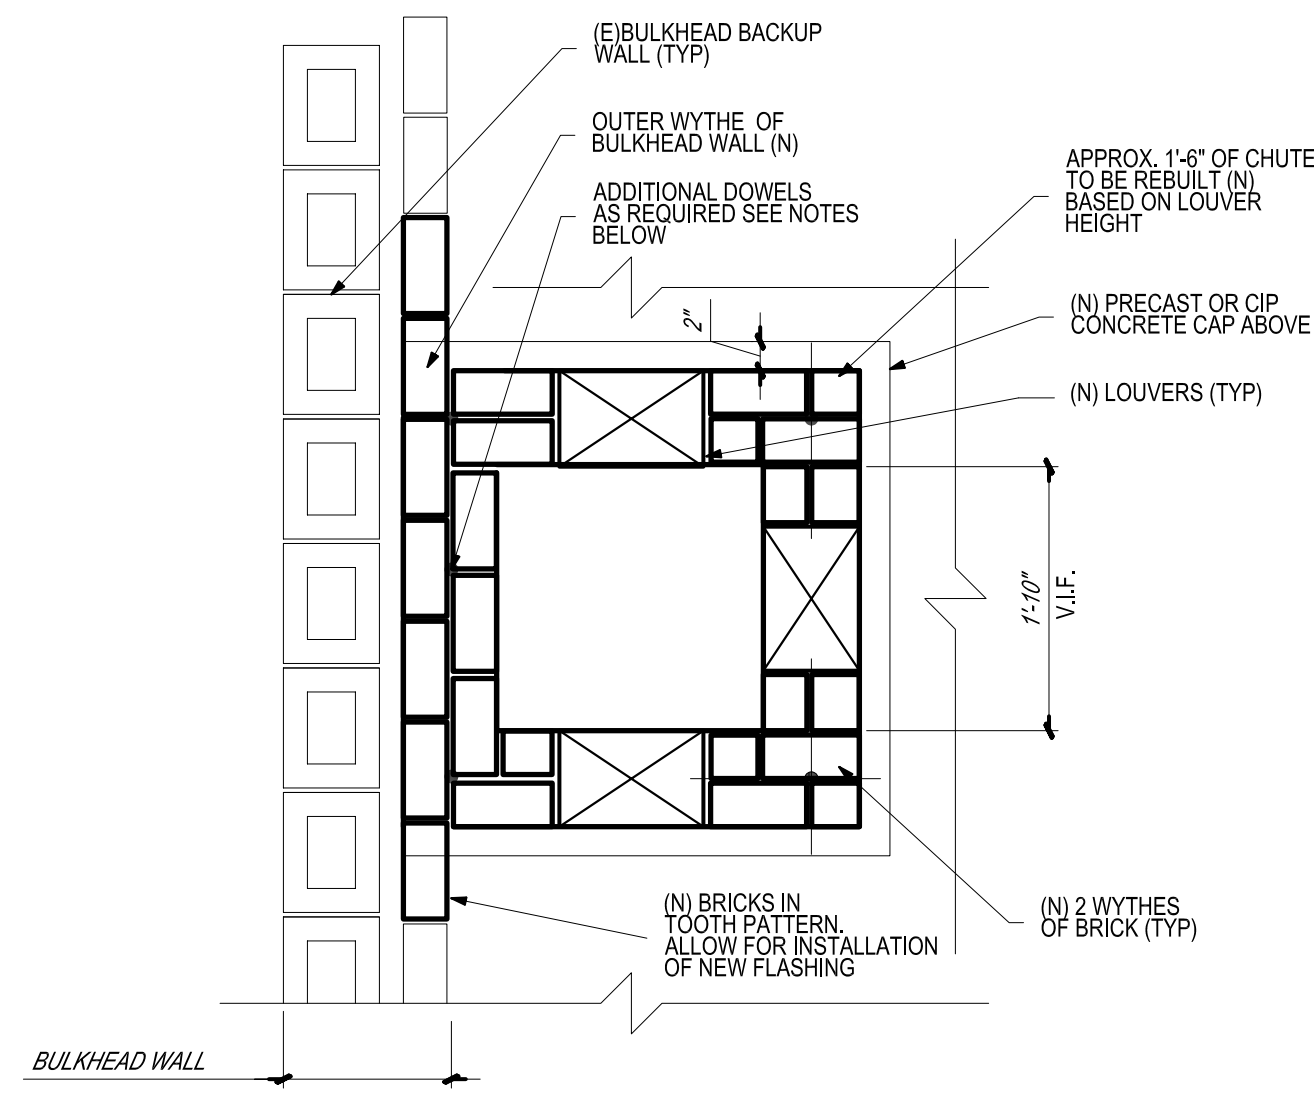 (E)BULKHEAD BACKUP
WALL (TYP)
OUTER WYTHE OF
BULKHEAD WALL (N)
ADDITIONAL DOWELS
AS REQUIRED SEE NOTES
BELOW
APPROX. 1'-6" OF CHUTE
TO BE REBUILT (N)
BASED ON LOUVER
HEIGHT
(N) PRECAST OR CIP
CONCRETE CAP ABOVE
2"
(N) LOUVERS (TYP)
1'-10"
V.I.F.
(N) BRICKS IN
TOOTH PATTERN.
ALLOW FOR INSTALLATION
OF NEW FLASHING
(N) 2 WYTHES
OF BRICK (TYP)
BULKHEAD WALL